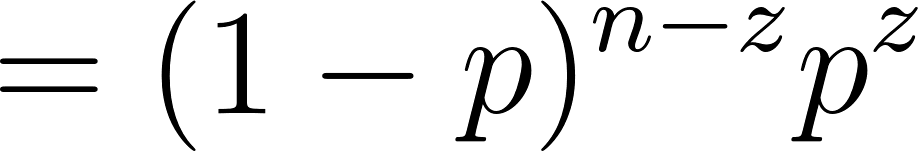 = (1 − p)^{n−z} p^z